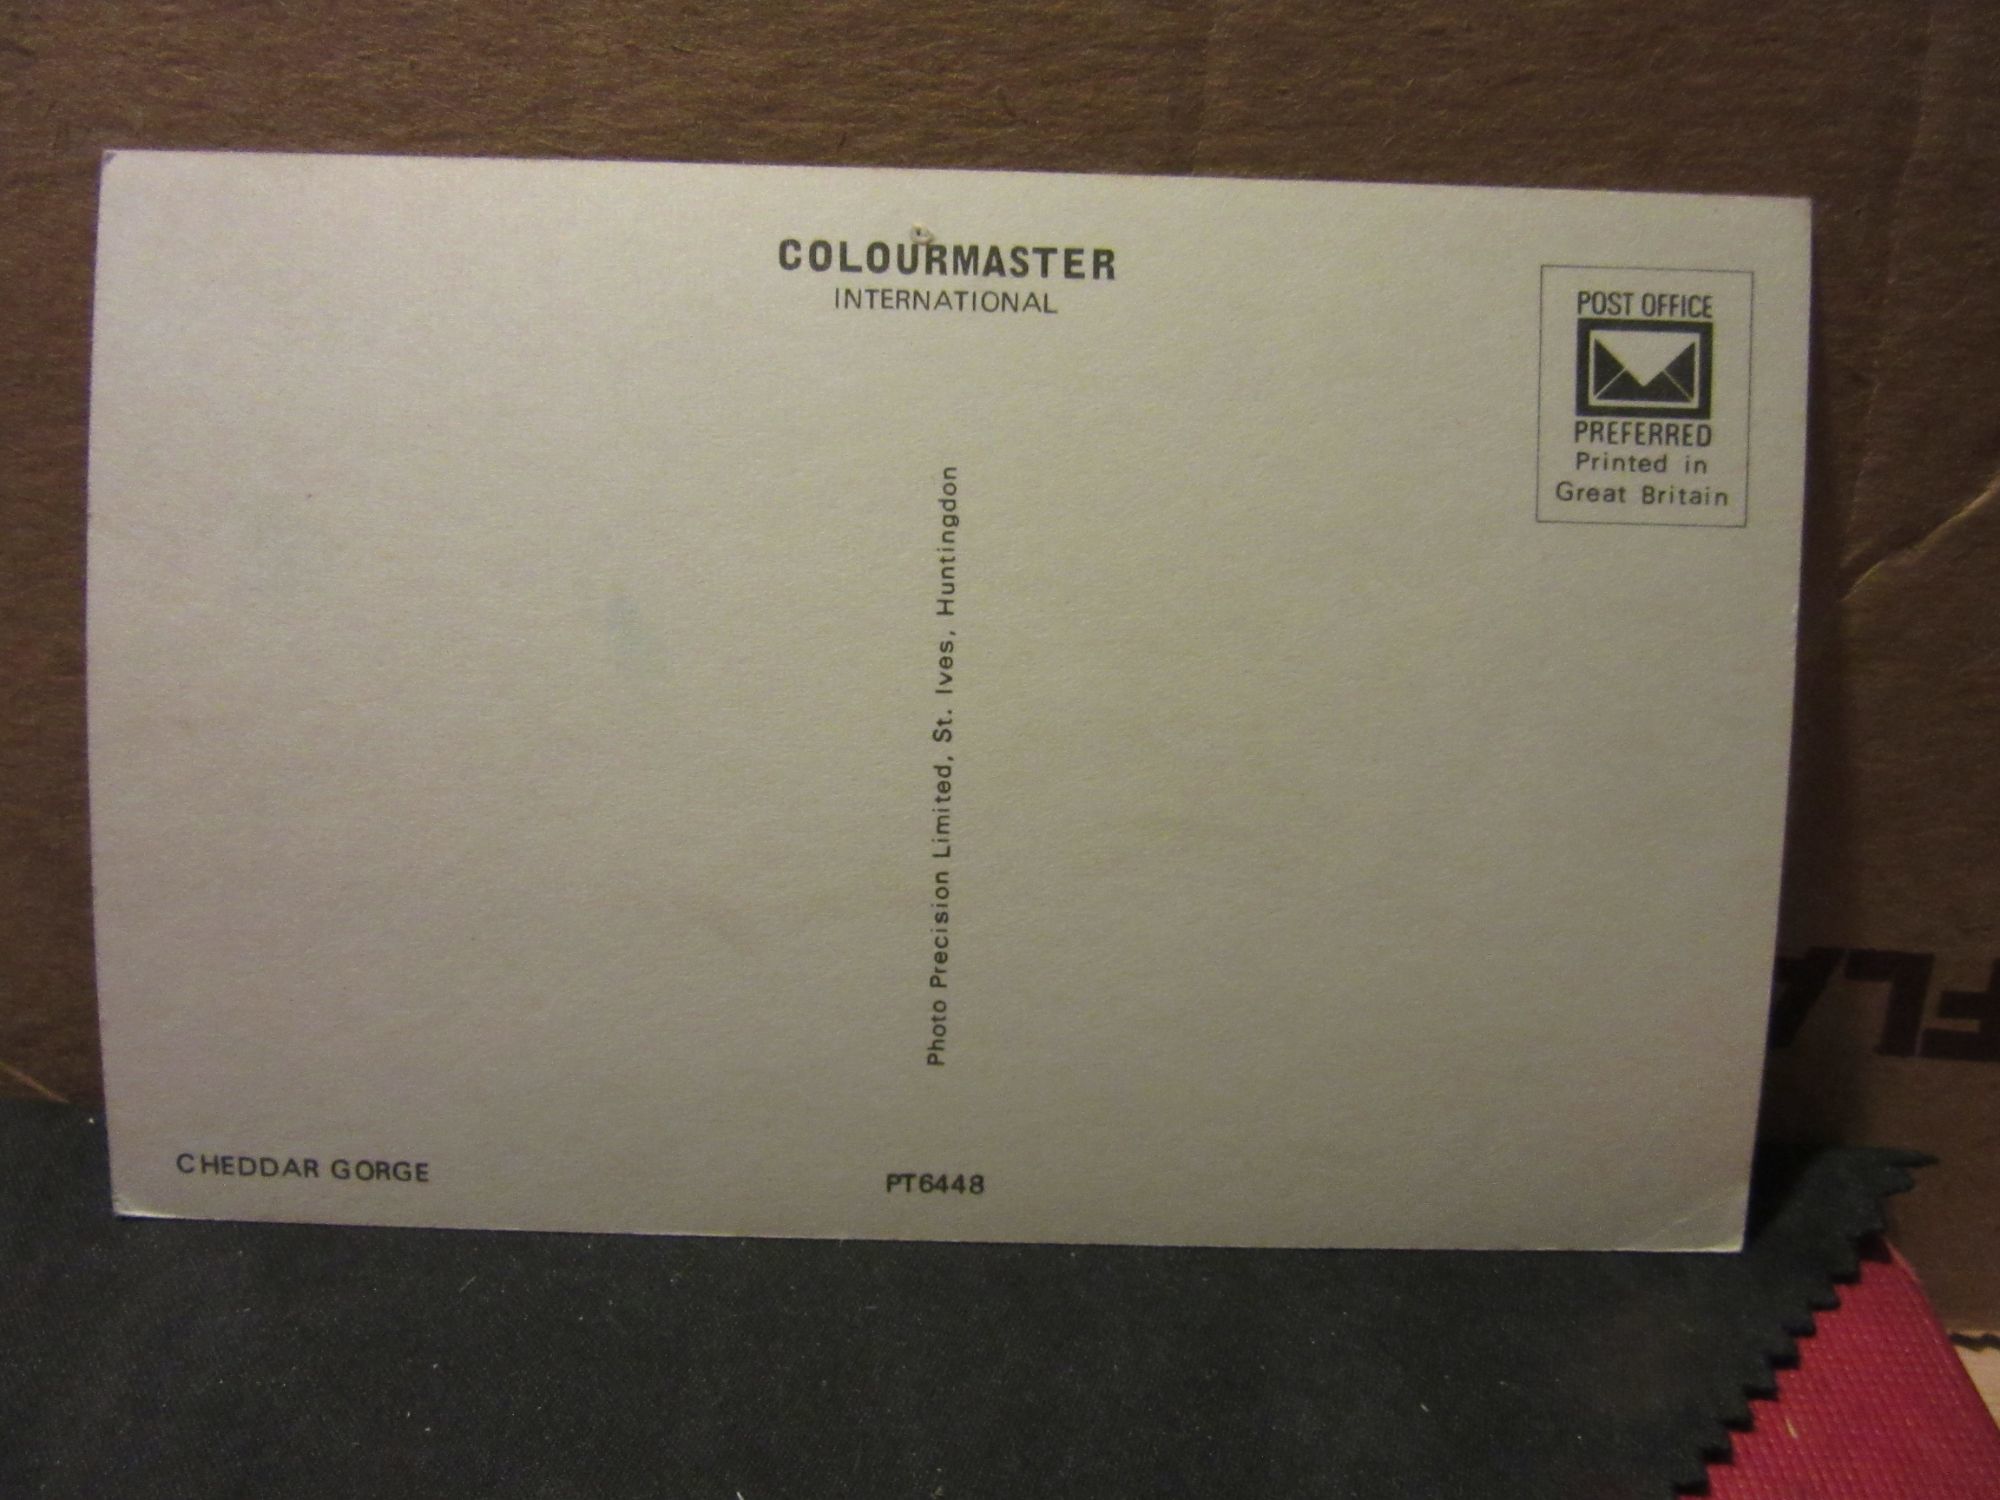 COLOURMASTER
INTERNATIONAL
POST OFFICE
PREFERRED
Printed in
Great Britain
Photo Precision Limited, St. Ives, Huntingdon
CHEDDAR GORGE
PT6448